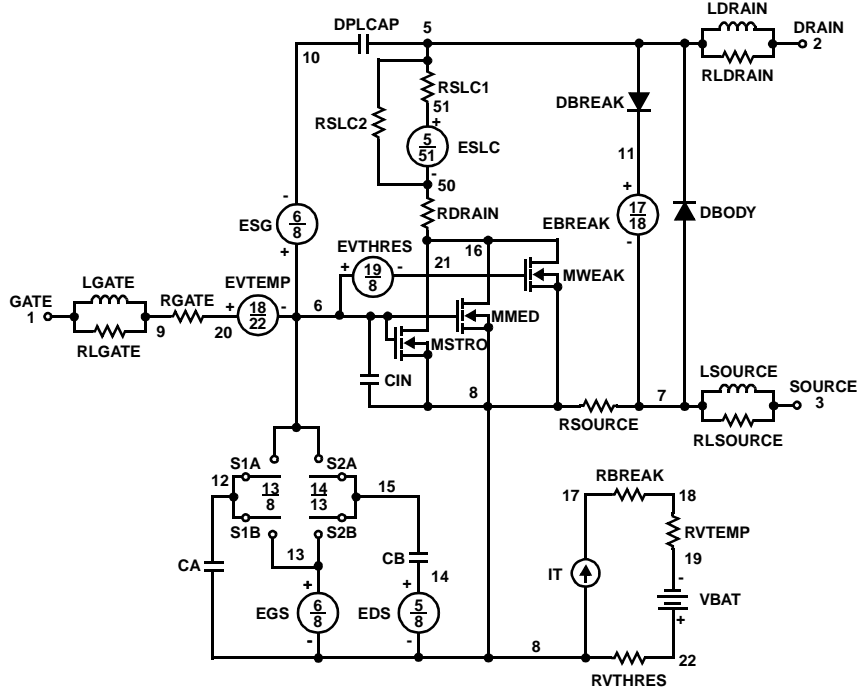 LDRAIN
DPLCAP 5 DRAIN
2
10
RLDRAIN
RSLC1
DBREAK
51
+
RSLC2
5
51
ESLC
11
-
50
-
+
RDRAIN
17
18
6
8
ESG
EBREAK
DBODY
+
EVTHRES
-
16
+ 19
8 - 21
MWEAK
LGATE
EVTEMP
GATE
1
RGATE + 18
22 - 6
MMED
9 20
RLGATE
MSTRO
LSOURCE
CIN
8 7 SOURCE
3
RSOURCE
RLSOURCE
S1A S2A
12 13
8 14
13 15
RBREAK
17 18
S1B S2B
RVTEMP
13
CB
19
CA
+ + 14
IT
-
EGS 6
8 EDS 5
8
VBAT
+
- -
8
22
RVTHRES